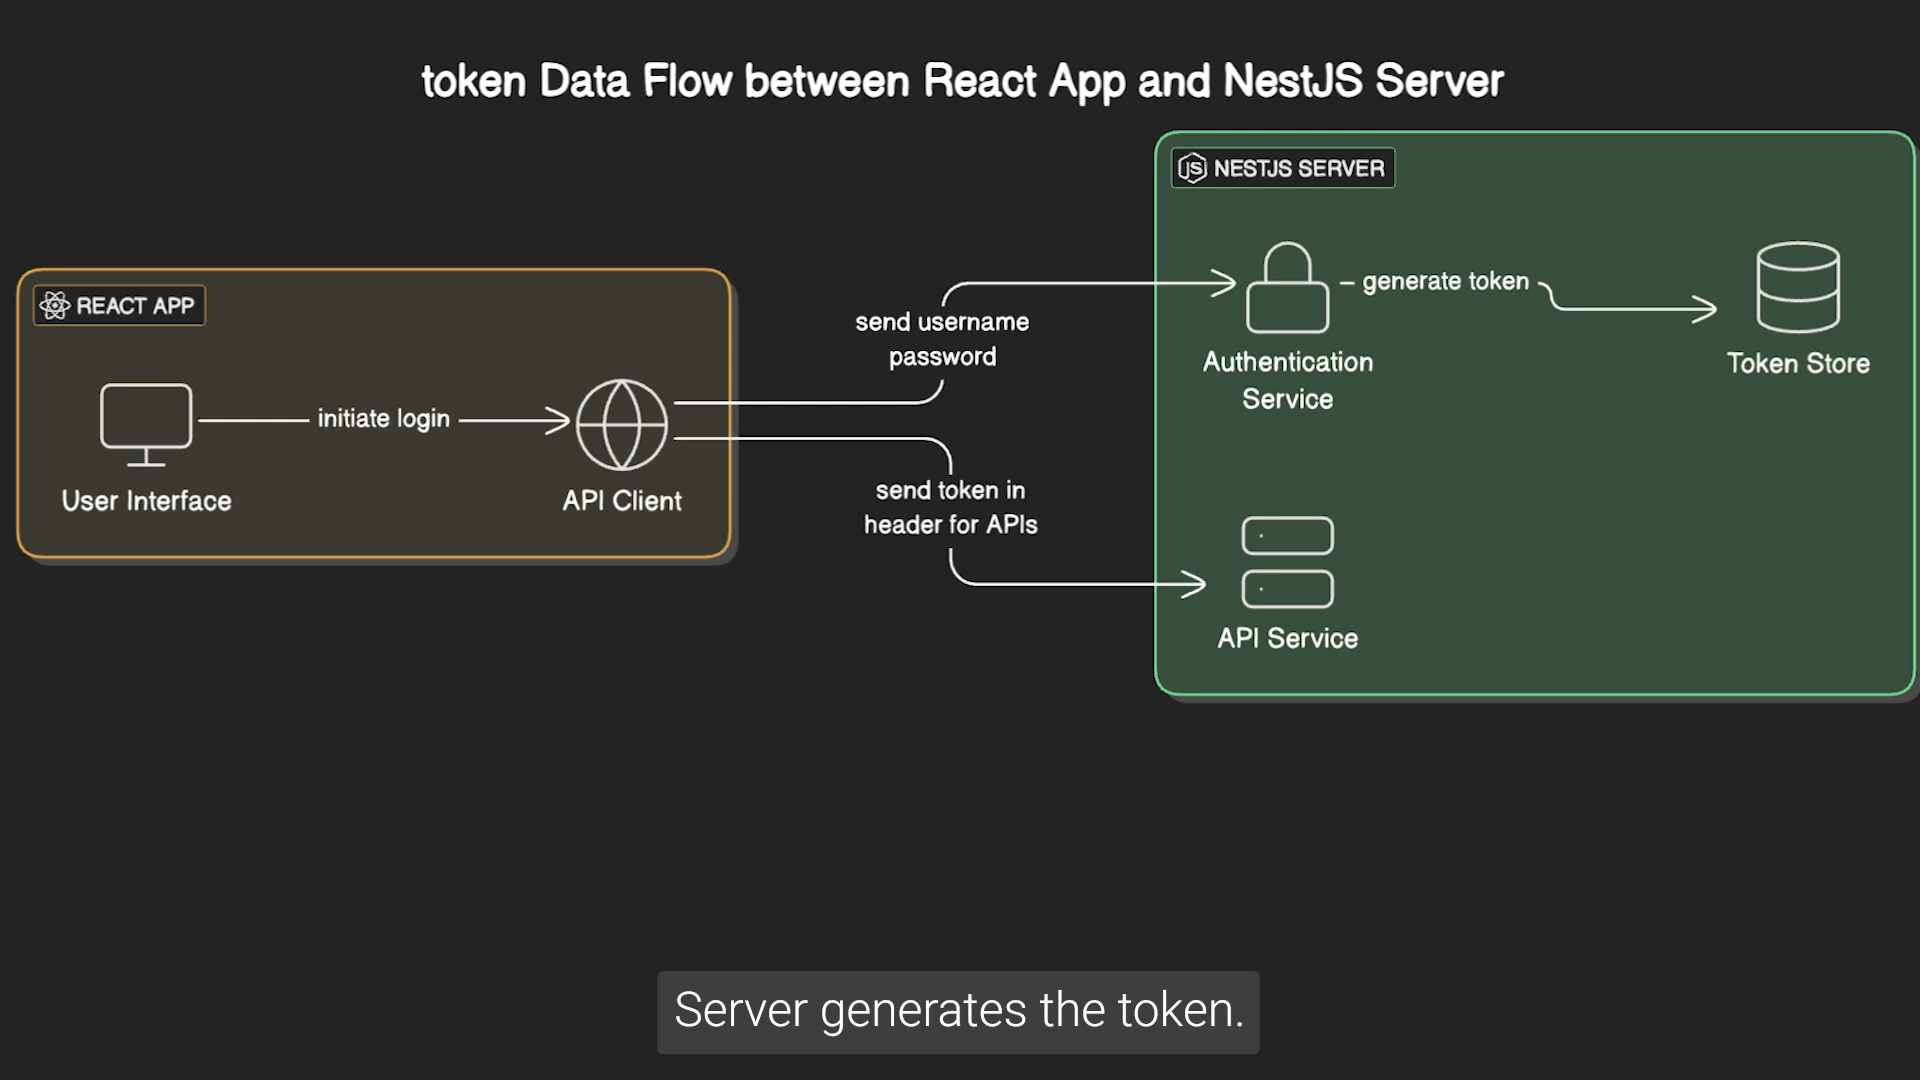 token Data Flow between React App and NestJS Server
JS NESTJS SERVER
generate token
Authentication
Service
Token Store
REACT APP
initiate login
User Interface
API Client
send username
password
send token in
header for APIs
API Service
Server generates the token.